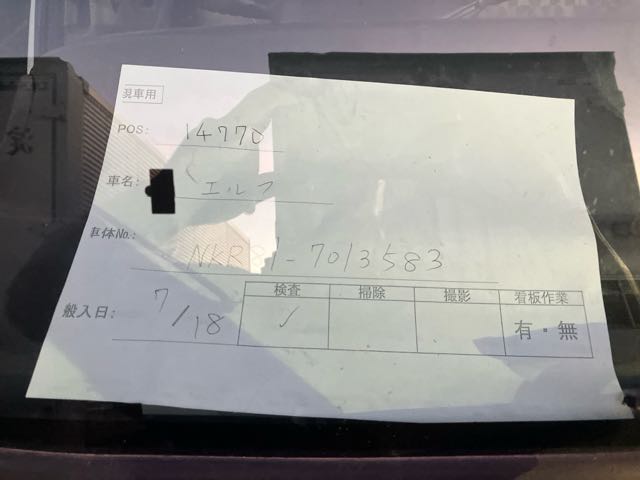 現車用
POS: 14770
車名: エルフ
車体No.: NKR81-7013583
般入日: 7/18
検査 掃除 撮影 看板作業
✓ 有・無